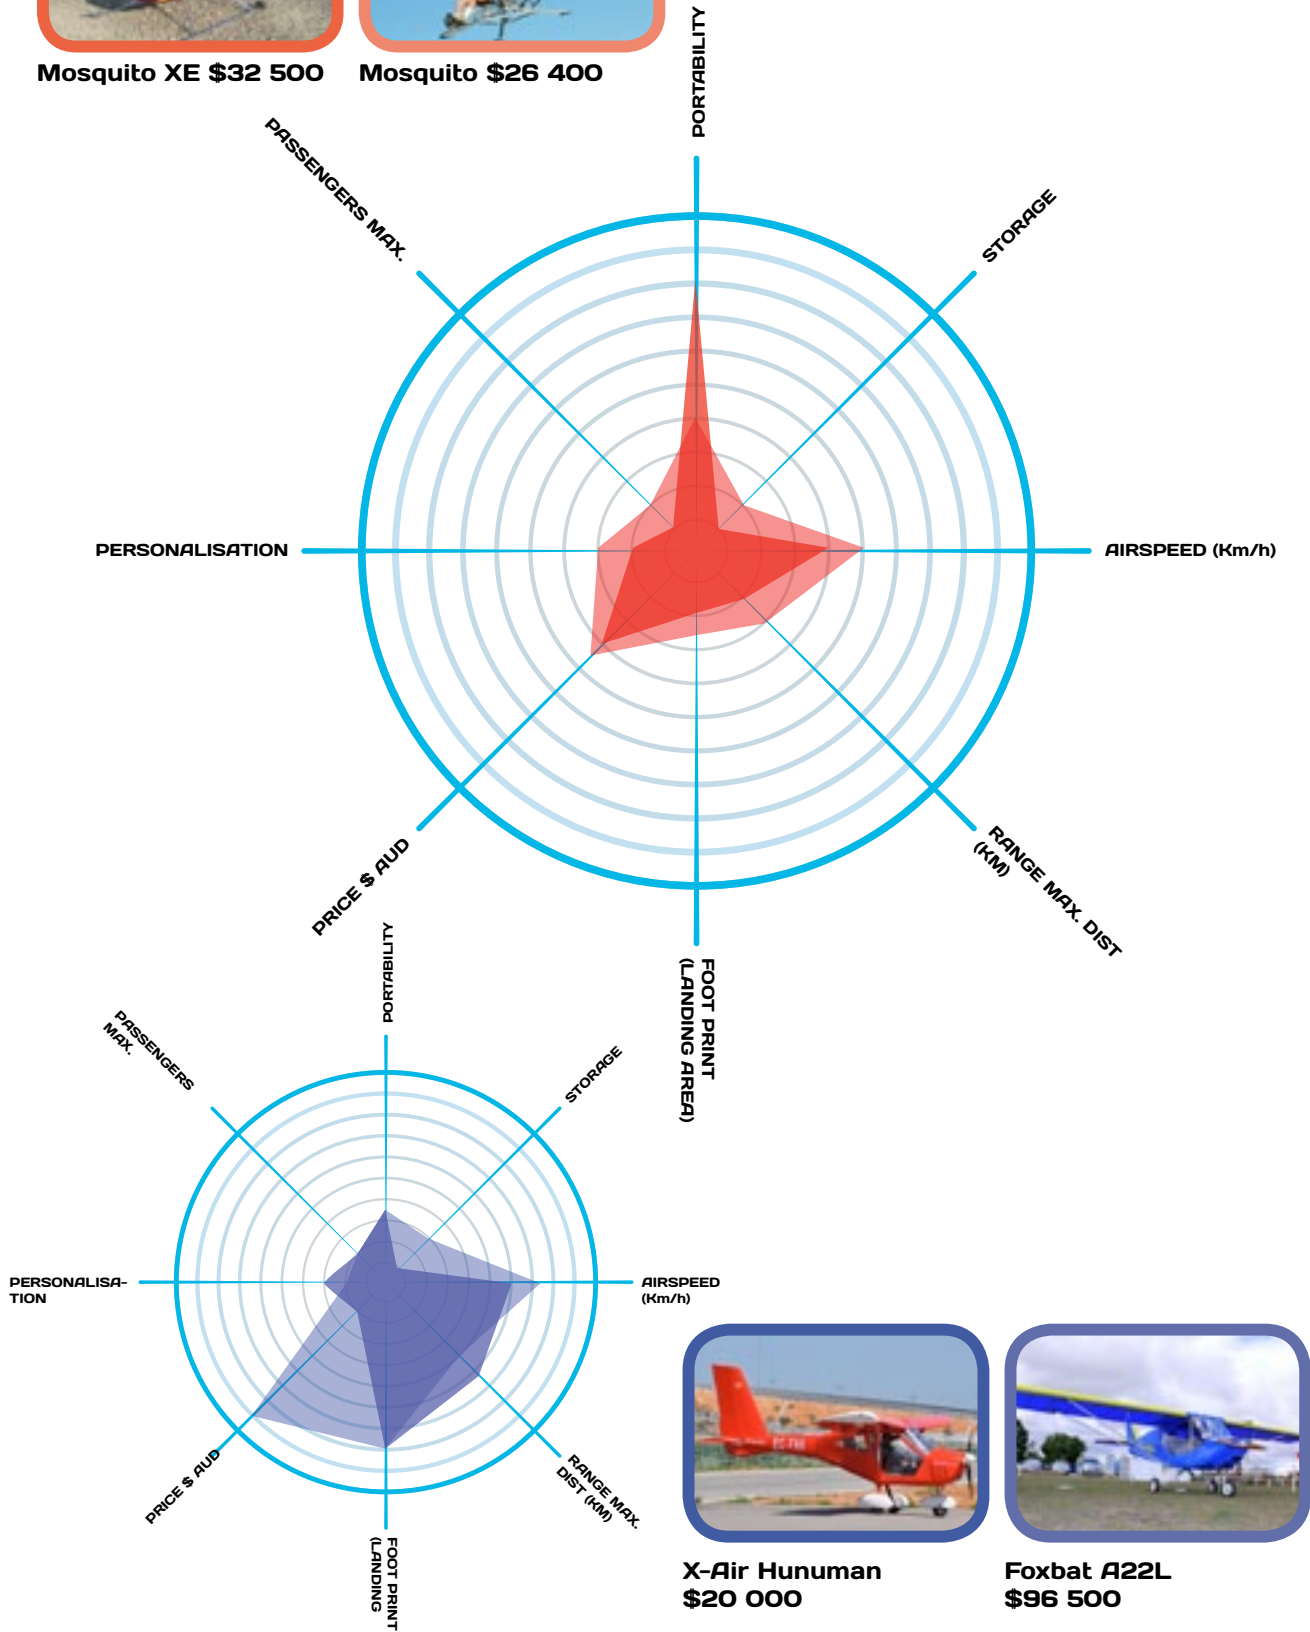 Mosquito XE $32 500
Mosquito $26 400
PORTABILITY
PASSENGERS MAX.
STORAGE
PERSONALISATION
AIRSPEED (Km/h)
PRICE $ AUD
RANGE MAX. DIST
(KM)
FOOT PRINT
(LANDING AREA)
PORTABILITY
PASSENGERS
MAX.
STORAGE
PERSONALISA-
TION
AIRSPEED
(Km/h)
PRICE $ AUD
RANGE MAX.
DIST (KM)
FOOT PRINT
(LANDING
X-Air Hunuman
$20 000
Foxbat A22L
$96 500